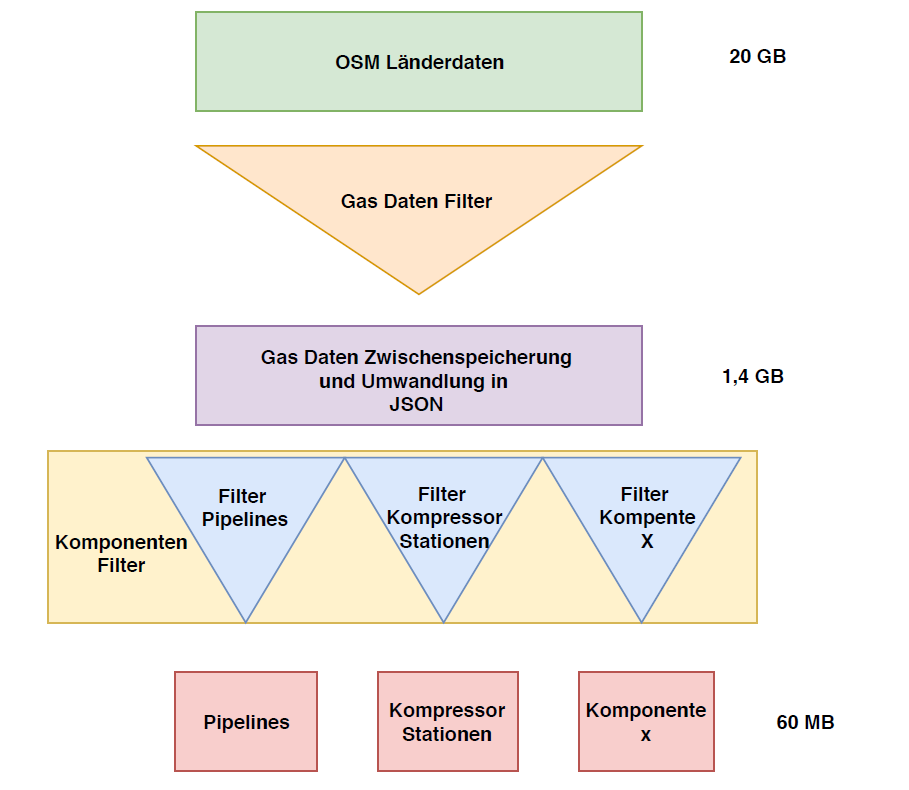 OSM Länderdaten
20 GB
Gas Daten Filter
Gas Daten Zwischenspeicherung
und Umwandlung in
JSON
1,4 GB
Komponenten
Filter
Filter
Pipelines
Filter
Kompressor
Stationen
Filter
Kompente
X
Pipelines
Kompressor
Stationen
Komponente
x
60 MB